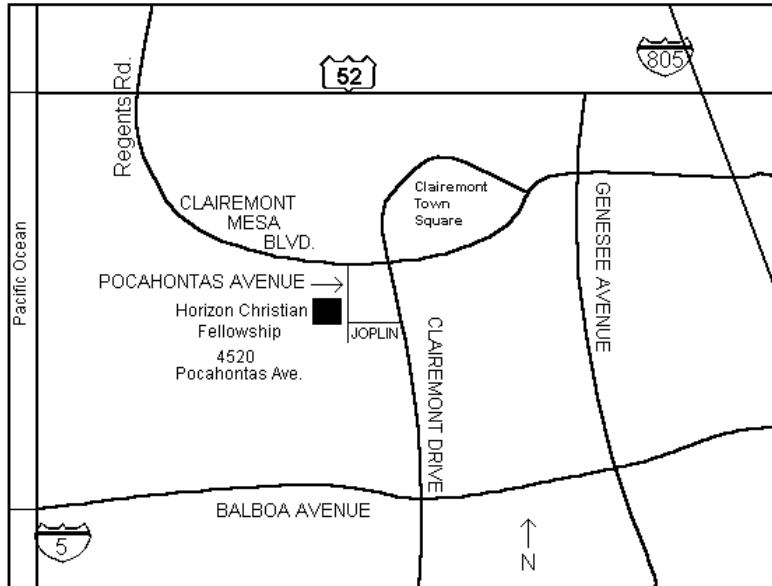 805
52
Regents Rd.
Clairemont
Town
Square
CLAIREMONT
MESA
BLVD.
GENESEE AVENUE
Pacific Ocean
POCAHONTAS AVENUE
Horizon Christian
Fellowship
JOPLIN
4520
Pocahontas Ave.
CLAIREMONT DRIVE
BALBOA AVENUE
5
N